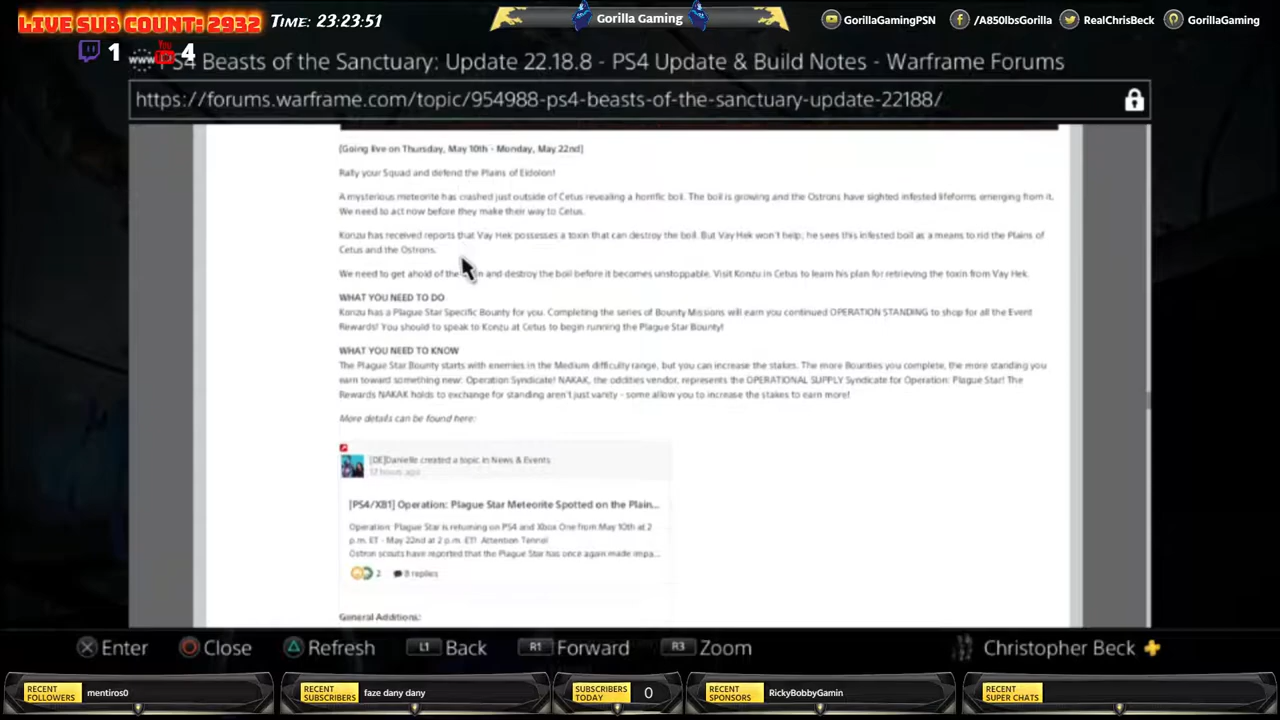 LIVE SUB COUNT: 2932
TIME: 23:23:51
Gorilla Gaming
GorillaGamingPSN
/A850lbsGorilla
RealChrisBeck
GorillaGaming
1
4
PS4 Beasts of the Sanctuary: Update 22.18.8 - PS4 Update & Build Notes - Warframe Forums
https://forums.warframe.com/topic/954988-ps4-beasts-of-the-sanctuary-update-22188/
[Going live on Thursday, May 10th - Monday, May 22nd]
Rally your Squad and defend the Plains of Eidolon!
A mysterious meteorite has crashed just outside of Cetus revealing a horrific boil. The boil is growing and the Ostrons have sighted infested lifeforms emerging from it.
We need to act now before they make their way to Cetus.
Konzu has received reports that Vay Hek possesses a toxin that can destroy the boil. But Vay Hek won't help; he sees this infested boil as a means to rid the Plains of
Cetus and the Ostrons.
We need to get ahold of the and destroy the boil before it becomes unstoppable. Visit Konzu in Cetus to learn his plan for retrieving the toxin from Vay Hek.
WHAT YOU NEED TO DO
Konzu has a Plague Star Specific Bounty for you. Completing the series of Bounty Missions will earn you continued OPERATION STANDING to shop for all the Event
Rewards! You should to speak to Konzu at Cetus to begin running the Plague Star Bounty!
WHAT YOU NEED TO KNOW
The Plague Star Bounty starts with enemies in the Medium difficulty range, but you can increase the stakes. The more Bounties you complete, the more standing you
earn toward something new: Operation Syndicate! NAKAK, the oddities vendor, represents the OPERATIONAL SUPPLY Syndicate for Operation: Plague Star! The
Rewards NAKAK holds to exchange for standing aren't just vanity - some allow you to increase the stakes to earn more!
More details can be found here:
[DE]Danielle created a topic in News & Events
17 hours ago
[PS4/XB1] Operation: Plague Star Meteorite Spotted on the Plain...
Operation: Plague Star is returning on PS4 and Xbox One from May 10th at 2
p.m. ET - May 22nd at 2 p.m. ET! Attention Tenno!
Ostron scouts have reported that the Plague Star has once again made impa...
2
8 replies
General Additions:
Enter
Close
Refresh
L1 Back
R1 Forward
R3 Zoom
Christopher Beck
RECENT FOLLOWERS
mentiros0
RECENT SUBSCRIBERS
faze dany dany
SUBSCRIBERS TODAY
0
RECENT SPONSORS
RickyBobbyGamin
RECENT SUPER CHATS